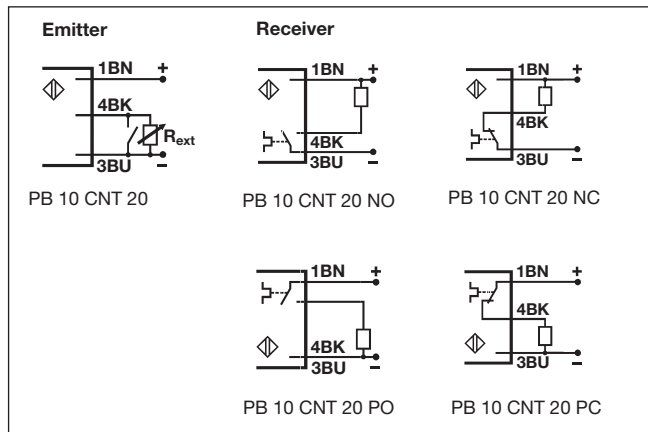 Emitter
1BN +
4BK
Rext
3BU −
PB 10 CNT 20
Receiver
1BN +
4BK
3BU −
PB 10 CNT 20 NO
1BN +
4BK
3BU −
PB 10 CNT 20 NC
1BN +
4BK
3BU −
PB 10 CNT 20 PO
1BN +
4BK
3BU −
PB 10 CNT 20 PC